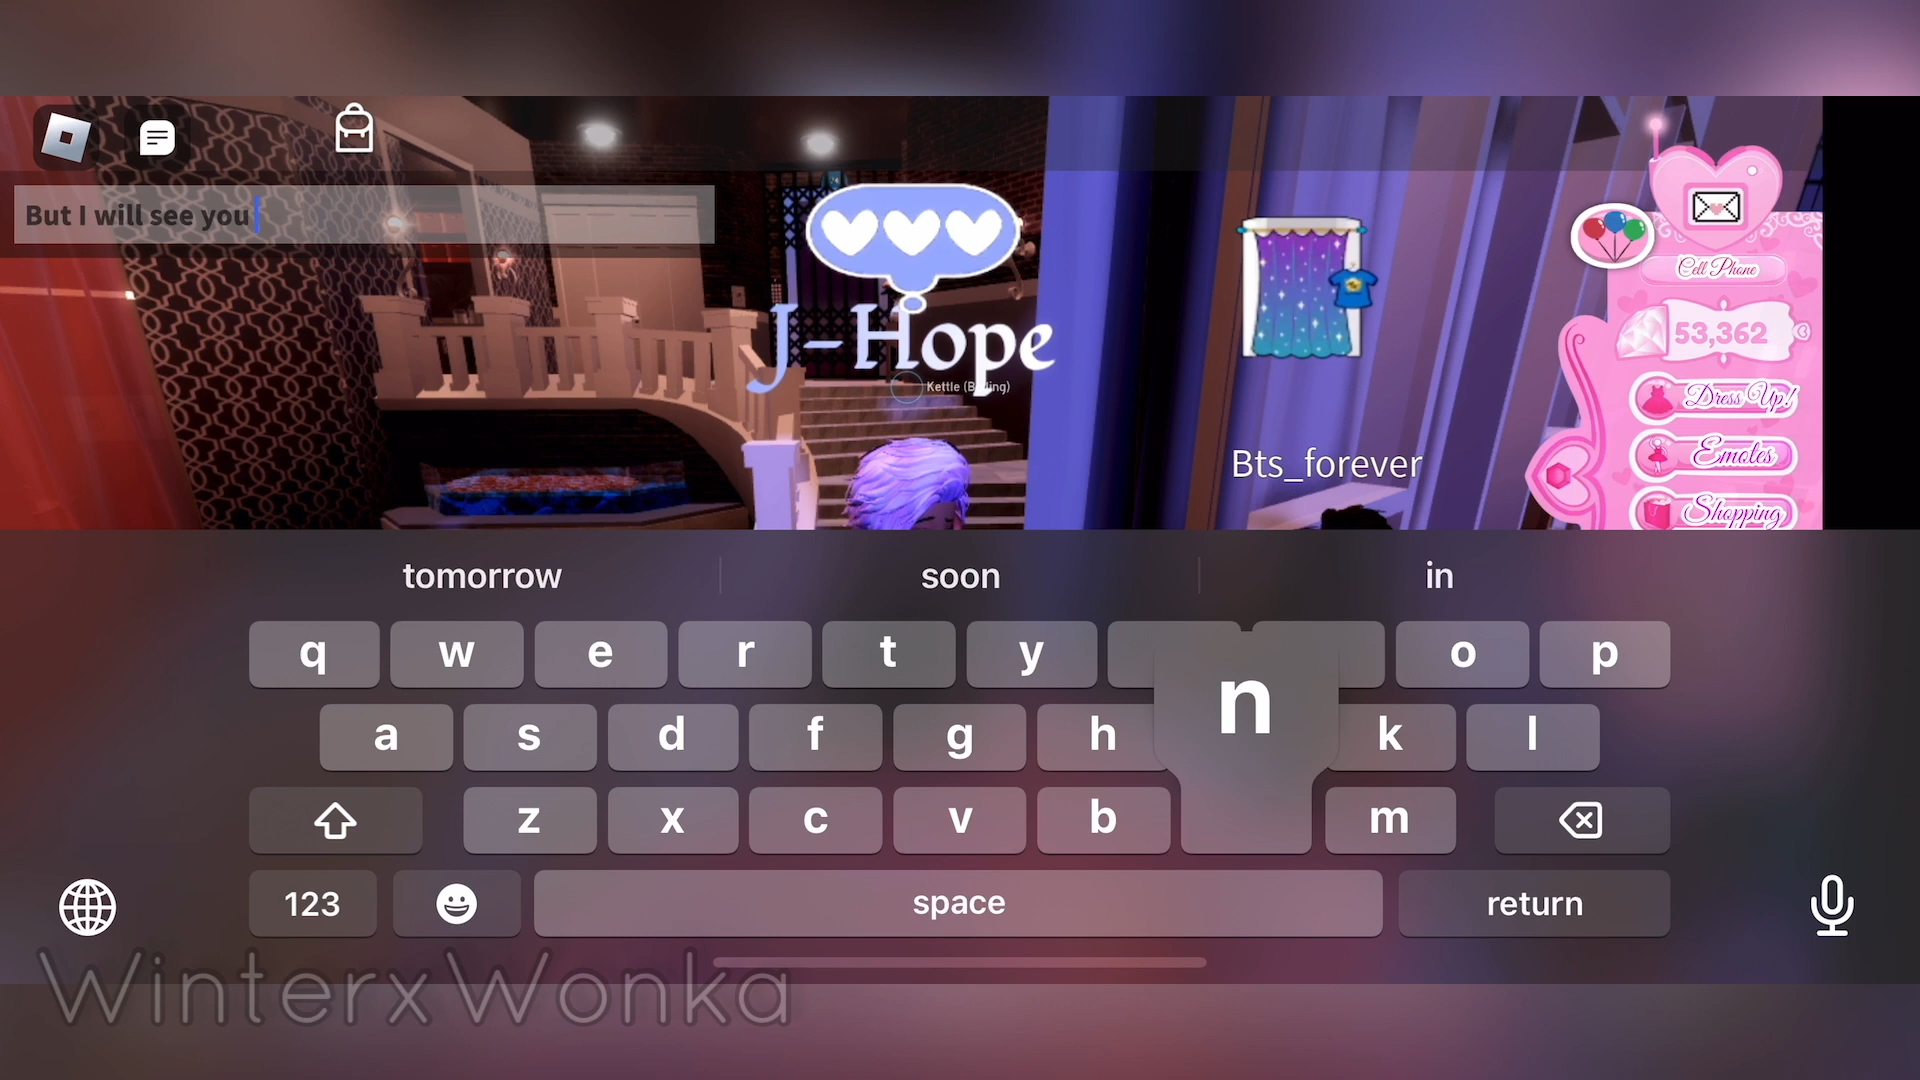 But I will see you
J-Hope
Kettle (B
Bts_forever
Cell Phone
53,362
Dress Up!
Emotes
Shopping
tomorrow soon in
q w e r t y o p
a s d f g h n k l
z x c v b m
123 space return
WinterxWonka